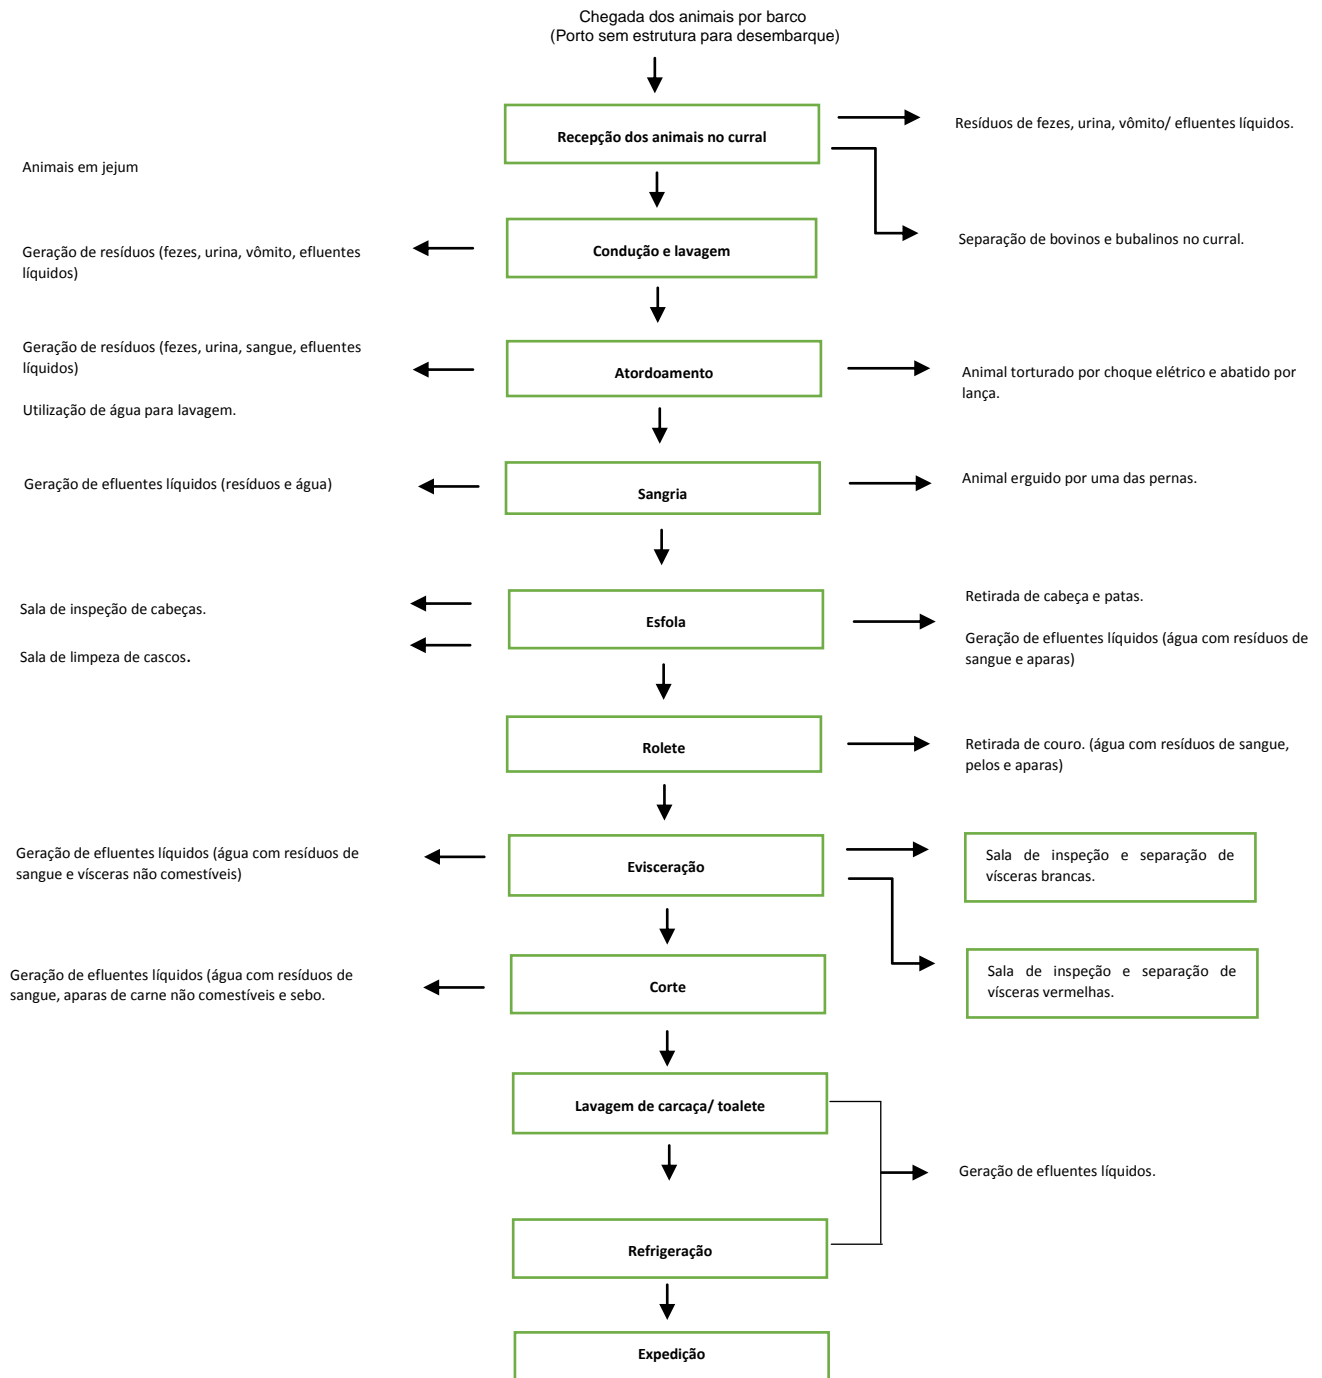 Chegada dos animais por barco
(Porto sem estrutura para desembarque)
Recepção dos animais no curral
Resíduos de fezes, urina, vômito/ efluentes líquidos.
Animais em jejum
Separação de bovinos e bubalinos no curral.
Condução e lavagem
Geração de resíduos (fezes, urina, vômito, efluentes
líquidos)
Geração de resíduos (fezes, urina, sangue, efluentes
líquidos)
Utilização de água para lavagem.
Atordoamento
Animal torturado por choque elétrico e abatido por
lança.
Geração de efluentes líquidos (resíduos e água)
Sangria
Animal erguido por uma das pernas.
Sala de inspeção de cabeças.
Sala de limpeza de cascos.
Esfola
Retirada de cabeça e patas.
Geração de efluentes líquidos (água com resíduos de
sangue e aparas)
Rolete
Retirada de couro. (água com resíduos de sangue,
pelos e aparas)
Geração de efluentes líquidos (água com resíduos de
sangue e vísceras não comestíveis)
Evisceração
Sala de inspeção e separação de
vísceras brancas.
Sala de inspeção e separação de
vísceras vermelhas.
Geração de efluentes líquidos (água com resíduos de
sangue, aparas de carne não comestíveis e sebo.
Corte
Lavagem de carcaça/ toalete
Geração de efluentes líquidos.
Refrigeração
Expedição